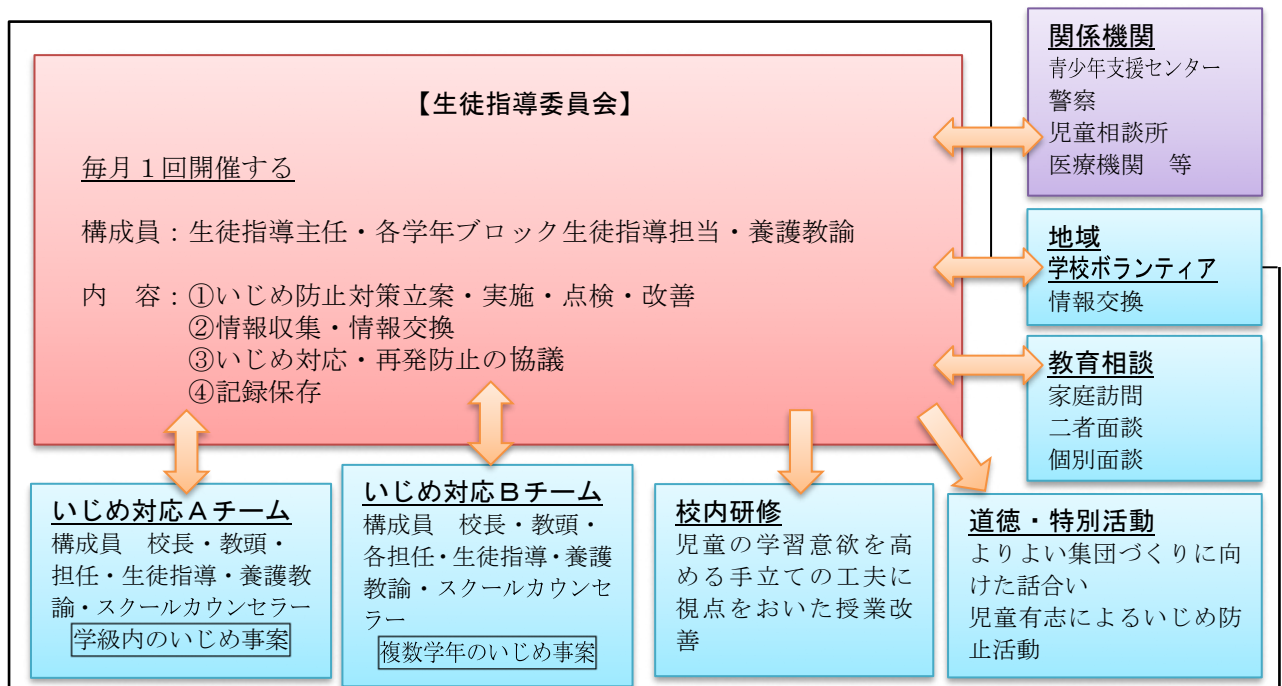 【生徒指導委員会】
毎月１回開催する
構成員：生徒指導主任・各学年ブロック生徒指導担当・養護教諭
内　容：①いじめ防止対策立案・実施・点検・改善
②情報収集・情報交換
③いじめ対応・再発防止の協議
④記録保存
関係機関
青少年支援センター
警察
児童相談所
医療機関　等
地域
学校ボランティア
情報交換
教育相談
家庭訪問
二者面談
個別面談
いじめ対応Ａチーム
構成員　校長・教頭・
担任・生徒指導・養護教
諭・スクールカウンセラー
学級内のいじめ事案
いじめ対応Ｂチーム
構成員　校長・教頭・
各担任・生徒指導・養護
教諭・スクールカウンセ
ラー
複数学年のいじめ事案
校内研修
児童の学習意欲を高
める手立ての工夫に
視点をおいた授業改
善
道徳・特別活動
よりよい集団づくりに向
けた話合い
児童有志によるいじめ防
止活動